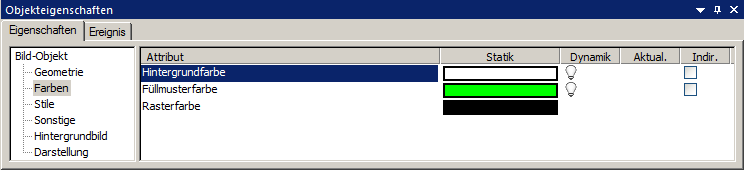 Objekteigenschaften
Eigenschaften Ereignis
Bild-Objekt
Geometrie
Farben
Stile
Sonstige
Hintergrundbild
Darstellung
Attribut Statik Dynamik Aktual. Indir.
Hintergrundfarbe
Füllmusterfarbe
Rasterfarbe